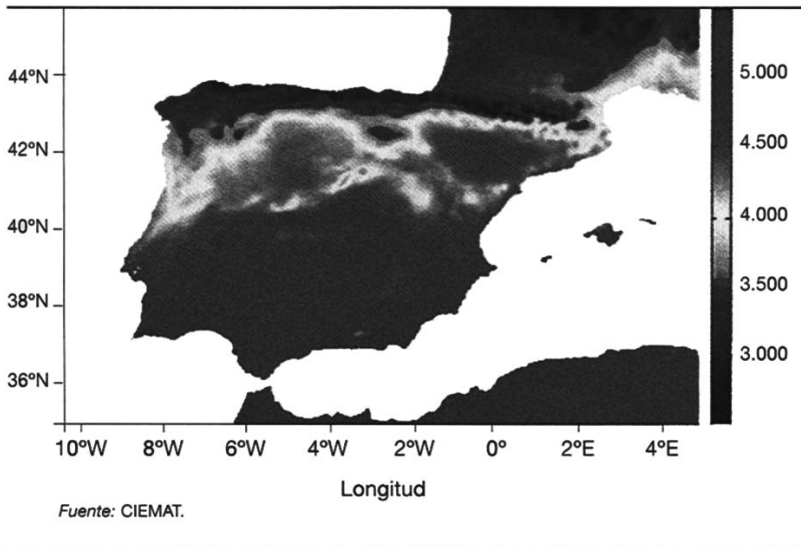 44ºN
42ºN
40ºN
38ºN
36ºN
10ºW 8ºW 6ºW 4ºW 2ºW 0º 2ºE 4ºE
Longitud
5.000
4.500
4.000
3.500
3.000
Fuente: CIEMAT.